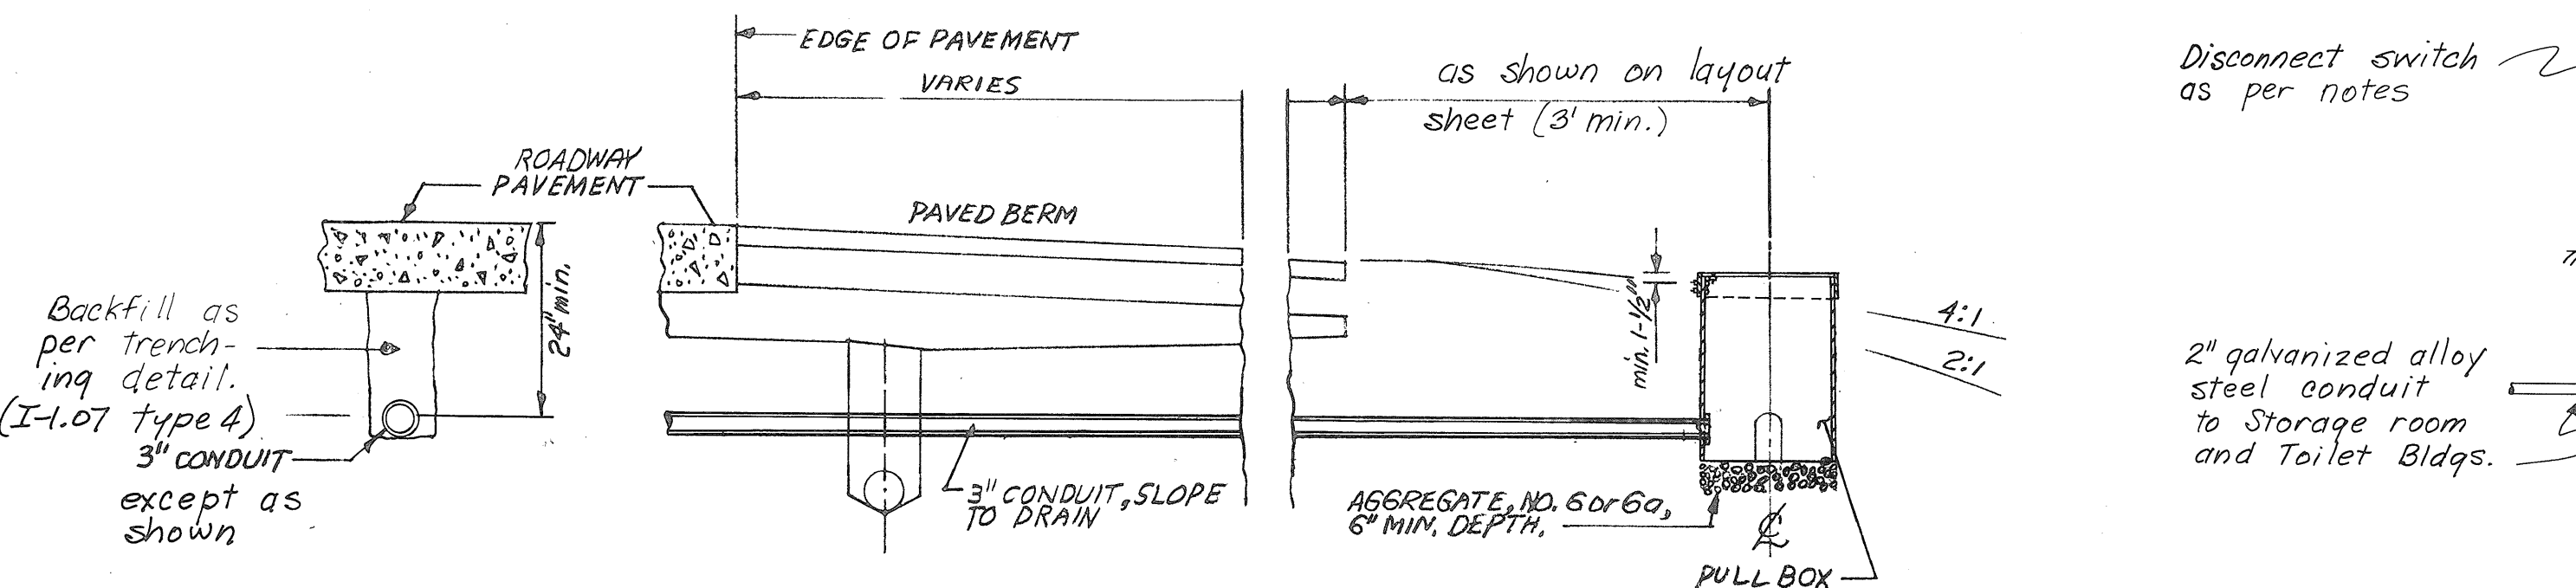 EDGE OF PAVEMENT
VARIES
as shown on layout
sheet (3' min.)
Disconnect switch
as per notes
ROADWAY
PAVEMENT
PAVED BERM
24" min.
Backfill as
per trench-
ing detail.
(I-1.07 type 4)
3" CONDUIT
except as
shown
min. 1-1/2"
4:1
2:1
2" galvanized alloy
steel conduit
to Storage room
and Toilet Bldgs.
3" CONDUIT, SLOPE
TO DRAIN
AGGREGATE, NO. 6 or 6a,
6" MIN. DEPTH.
℄
PULL BOX